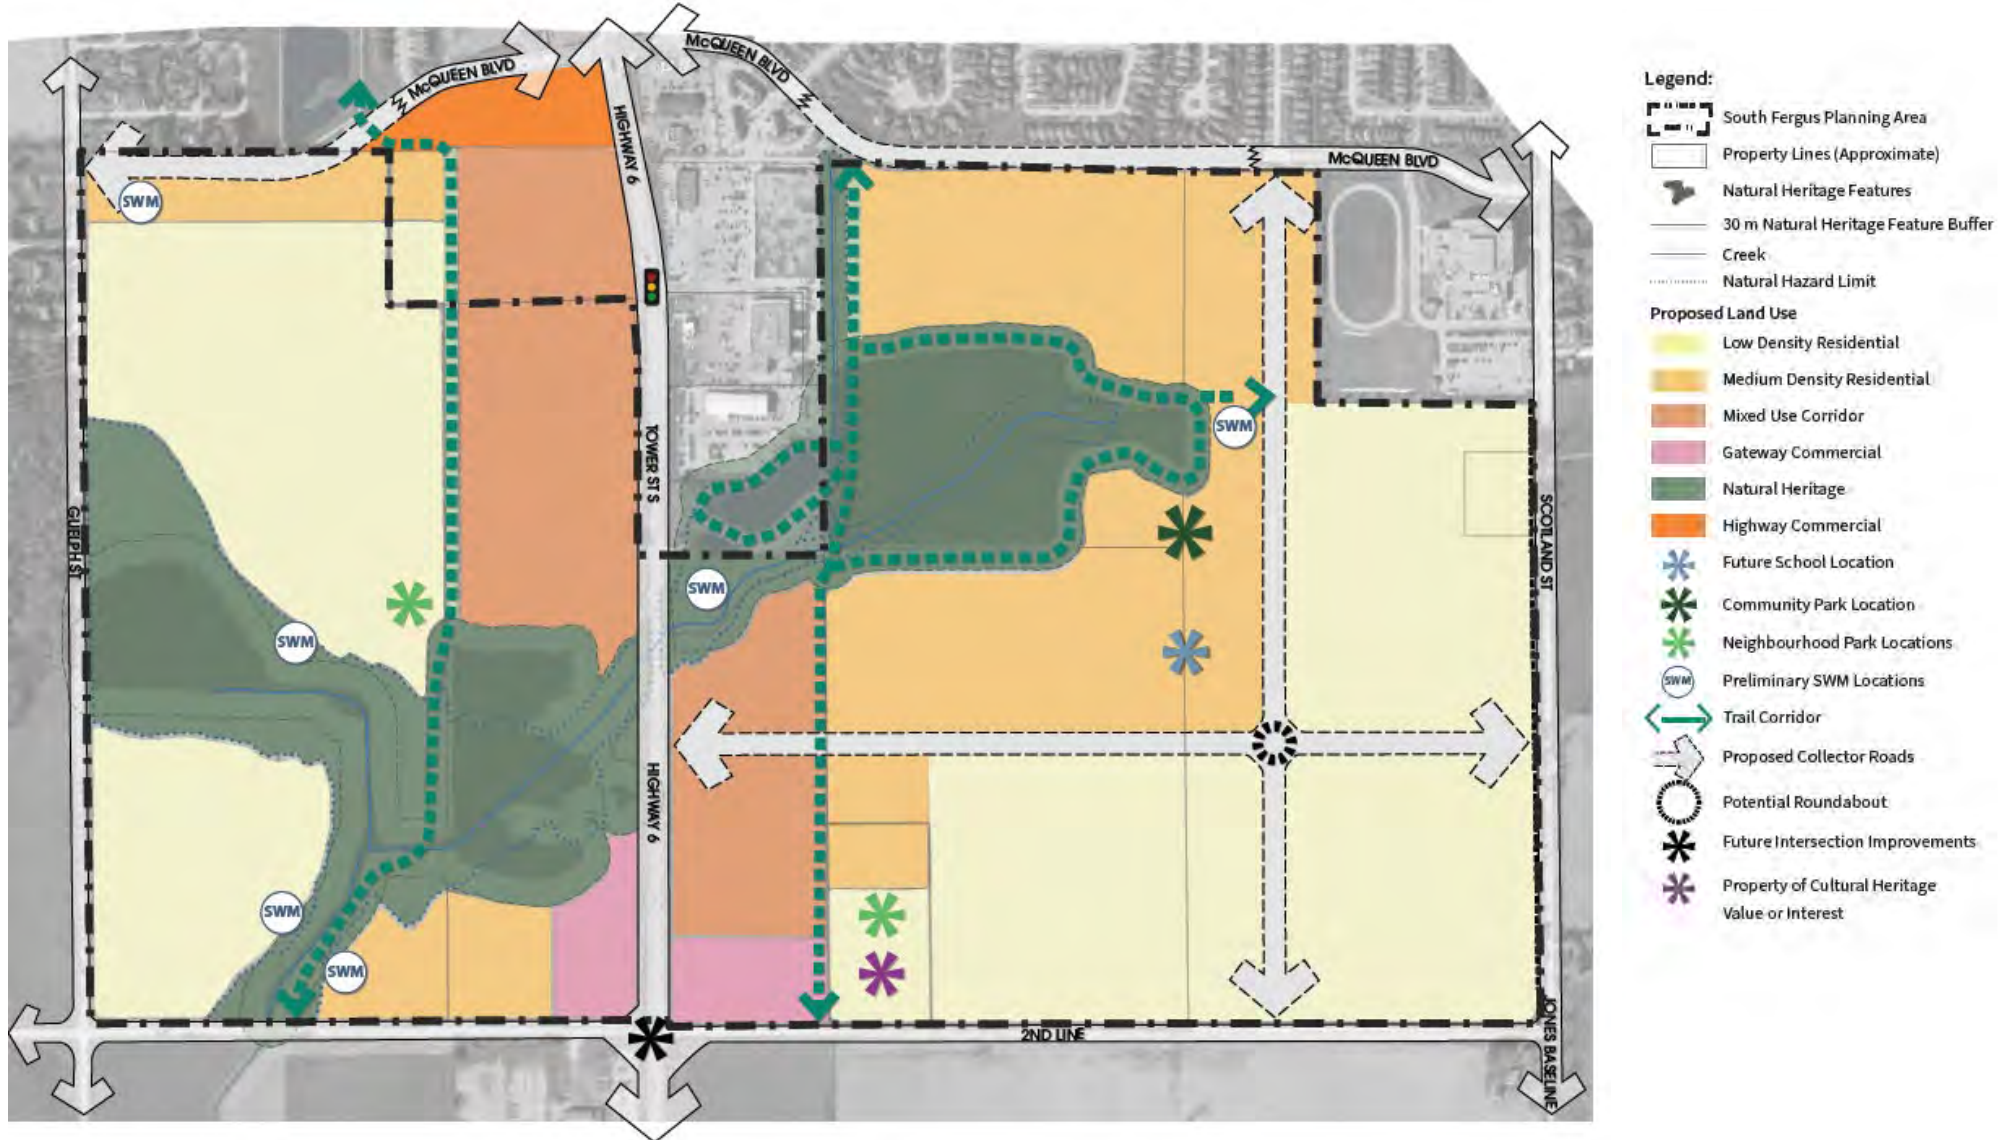 McQUEEN BLVD
McQUEEN BLVD
McQUEEN BLVD
HIGHWAY 6
TOWER ST S
HIGHWAY 6
GUELPH ST
SCOTLAND ST
JONES BASELINE
2ND LINE
SWM
SWM
SWM
SWM
SWM
SWM
Legend:
South Fergus Planning Area
Property Lines (Approximate)
Natural Heritage Features
30 m Natural Heritage Feature Buffer
Creek
Natural Hazard Limit
Proposed Land Use
Low Density Residential
Medium Density Residential
Mixed Use Corridor
Gateway Commercial
Natural Heritage
Highway Commercial
Future School Location
Community Park Location
Neighbourhood Park Locations
SWM Preliminary SWM Locations
Trail Corridor
Proposed Collector Roads
Potential Roundabout
Future Intersection Improvements
Property of Cultural Heritage
Value or Interest